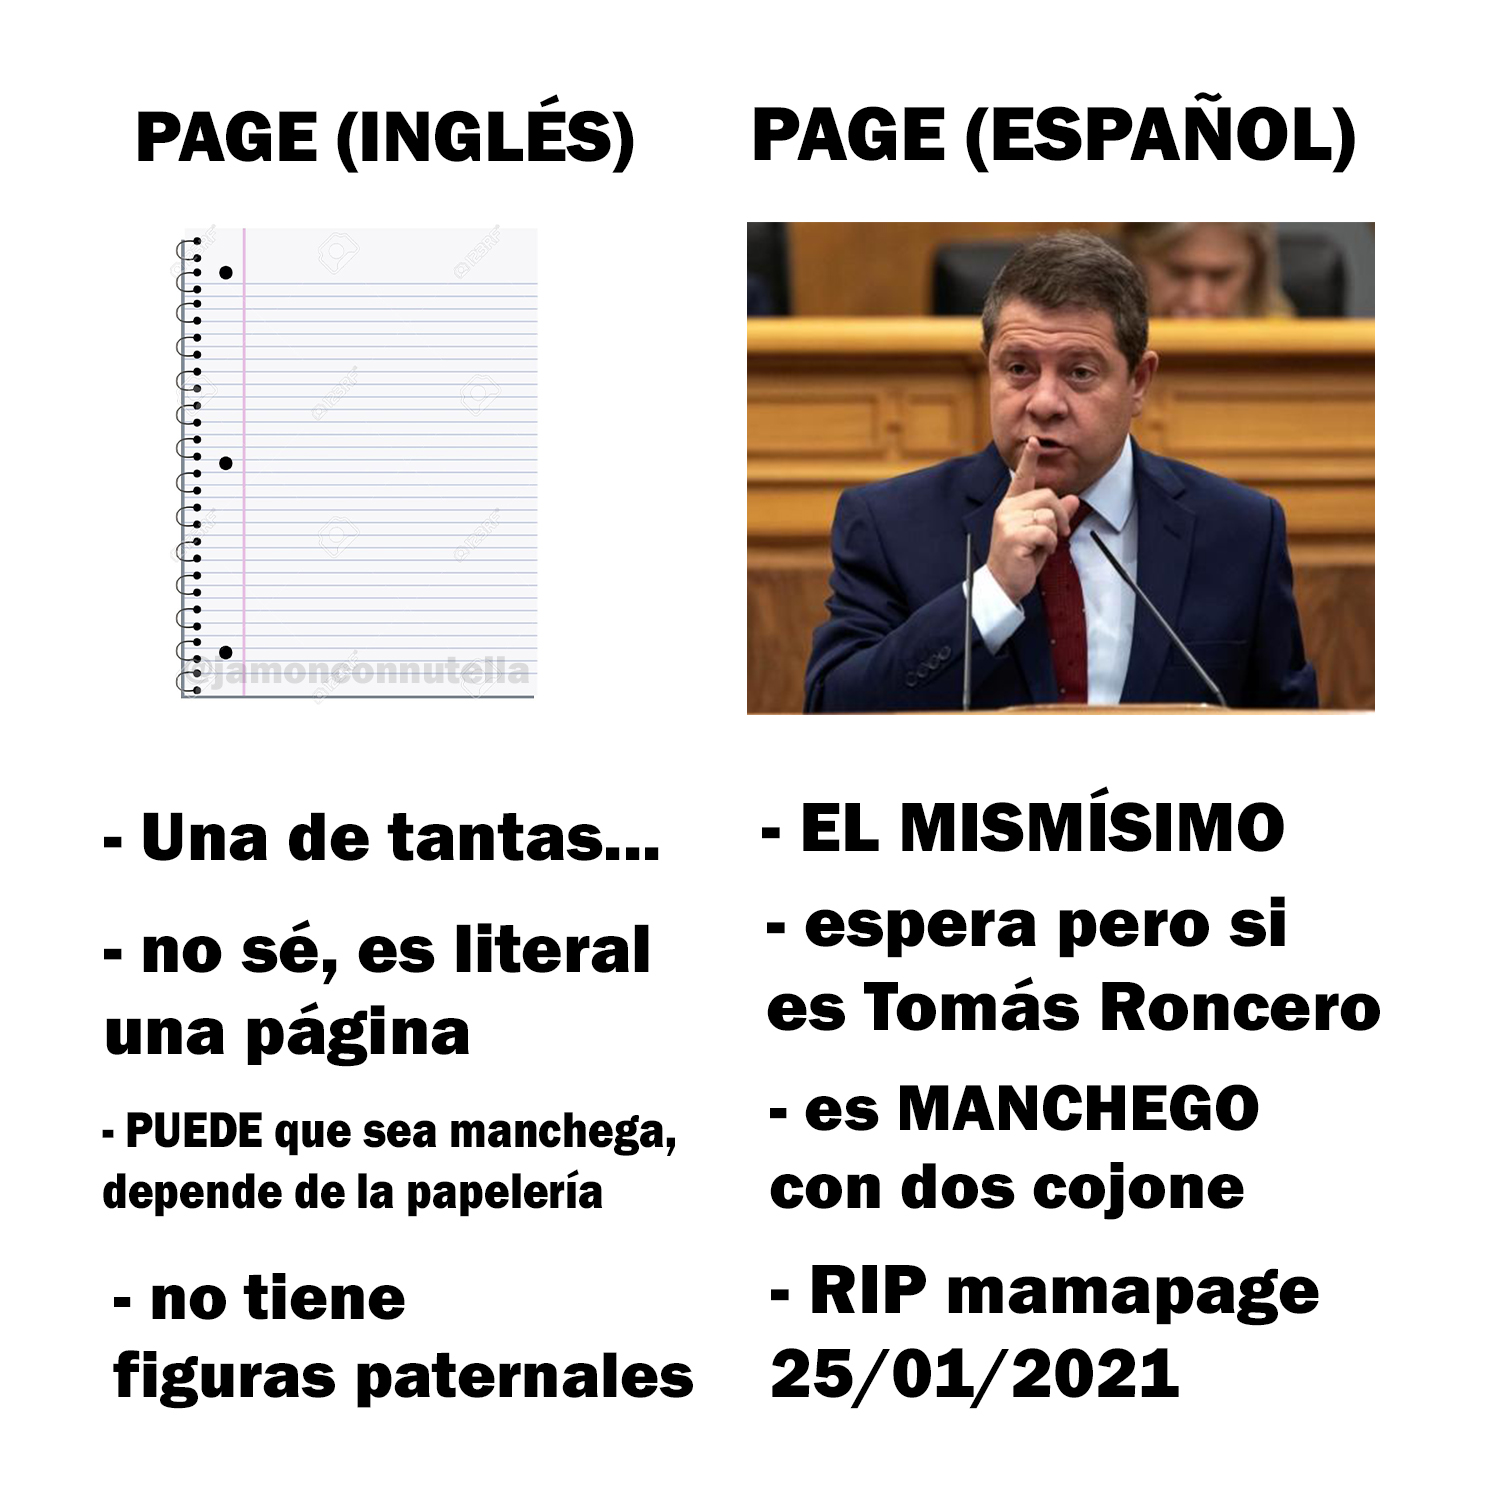 PAGE (INGLÉS)
@jamonconnutella
- Una de tantas...
- no sé, es literal
una página
- PUEDE que sea manchega,
depende de la papelería
- no tiene
figuras paternales
PAGE (ESPAÑOL)
- EL MISMÍSIMO
- espera pero si
es Tomás Roncero
- es MANCHEGO
con dos cojone
- RIP mamapage
25/01/2021